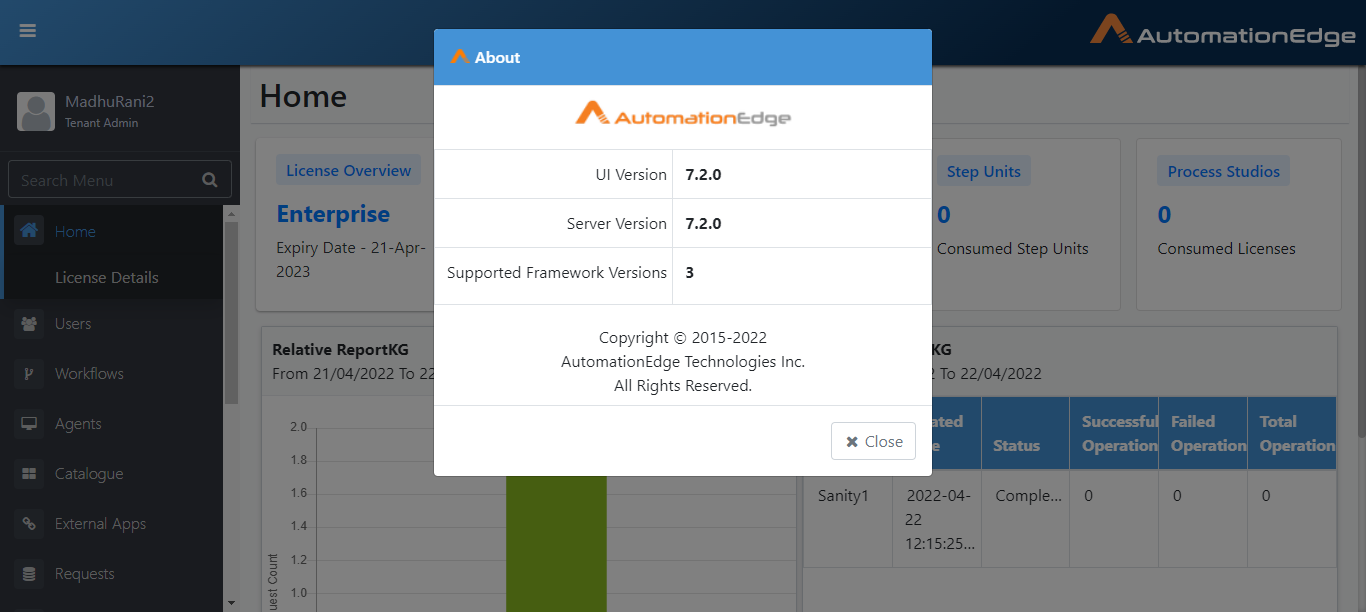 AutomationEdge
MadhuRani2
Tenant Admin
Search Menu
Home
License Details
Users
Workflows
Agents
Catalogue
External Apps
Requests
Home
License Overview
Enterprise
Expiry Date - 21-Apr-
2023
Step Units
0
Consumed Step Units
Process Studios
0
Consumed Licenses
About
AutomationEdge
UI Version 7.2.0
Server Version 7.2.0
Supported Framework Versions 3
Copyright © 2015-2022
AutomationEdge Technologies Inc.
All Rights Reserved.
Close
Relative ReportKG
From 21/04/2022 To 22
2.0
1.8
1.6
1.4
1.2
1.0
Count
KG
To 22/04/2022
Status
Successful
Operation
Failed
Operation
Total
Operation
Sanity1
2022-04-
22
12:15:25...
Comple...
0
0
0